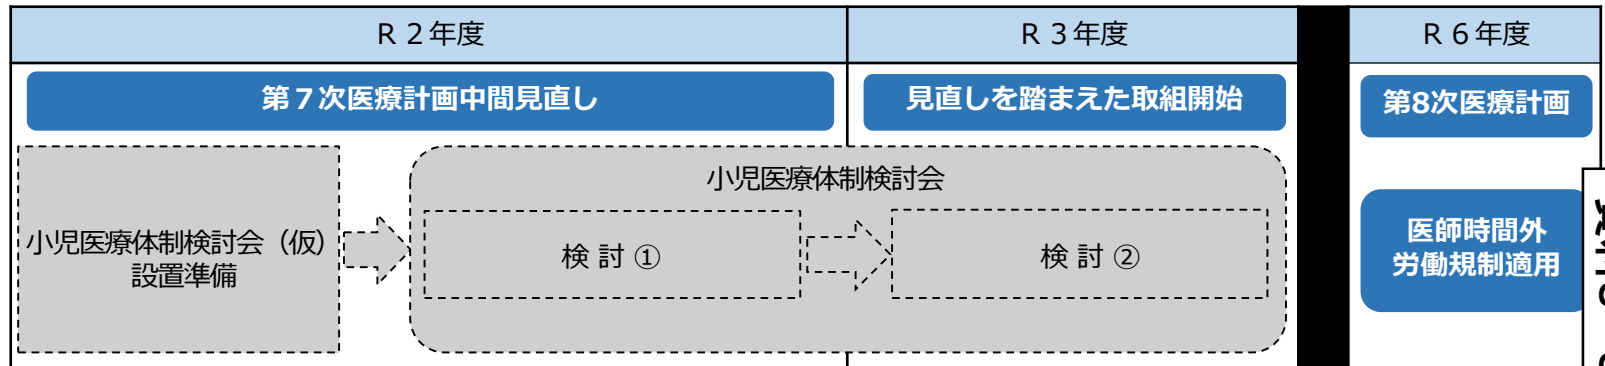 R２年度
R３年度
R６年度
第７次医療計画中間見直し
見直しを踏まえた取組開始
第8次医療計画
小児医療体制検討会（仮）
設置準備
小児医療体制検討会
検 討 ①
検 討 ②
医師時間外
労働規制適用